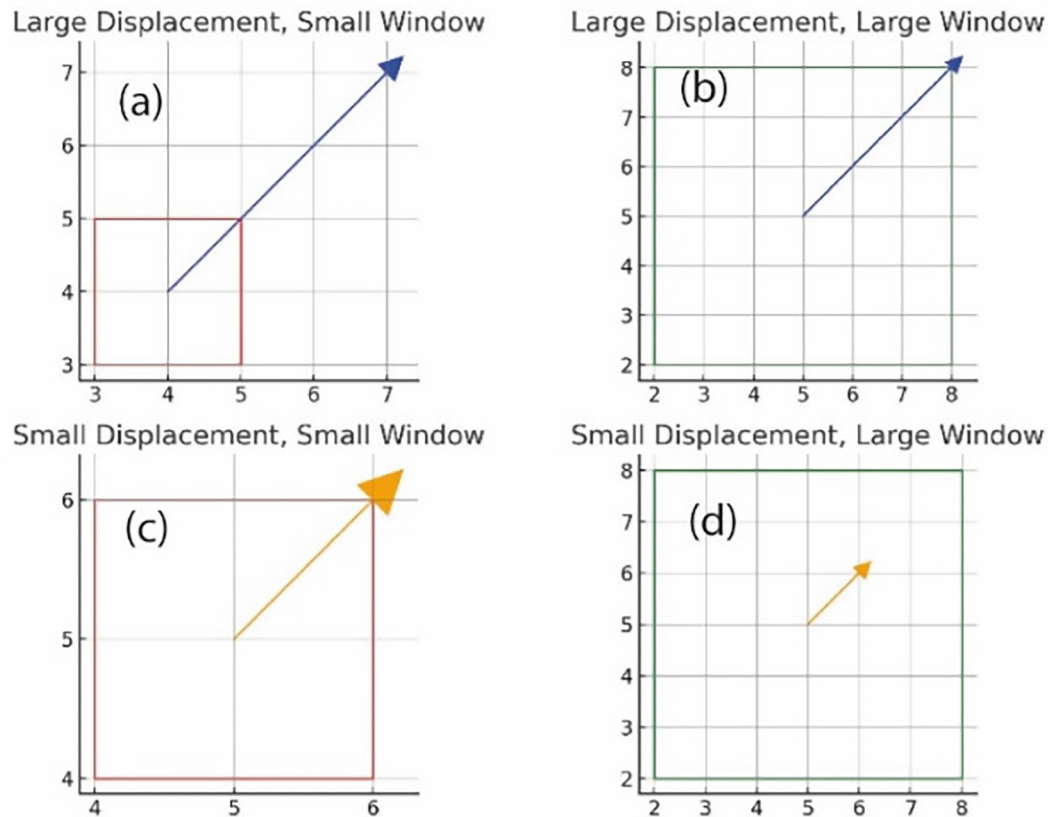 Large Displacement, Small Window
(a)
7
6
5
4
3
3 4 5 6 7
Large Displacement, Large Window
(b)
8
7
6
5
4
3
2
2 3 4 5 6 7 8
Small Displacement, Small Window
(c)
6
5
4
4 5 6
Small Displacement, Large Window
(d)
8
7
6
5
4
3
2
2 3 4 5 6 7 8